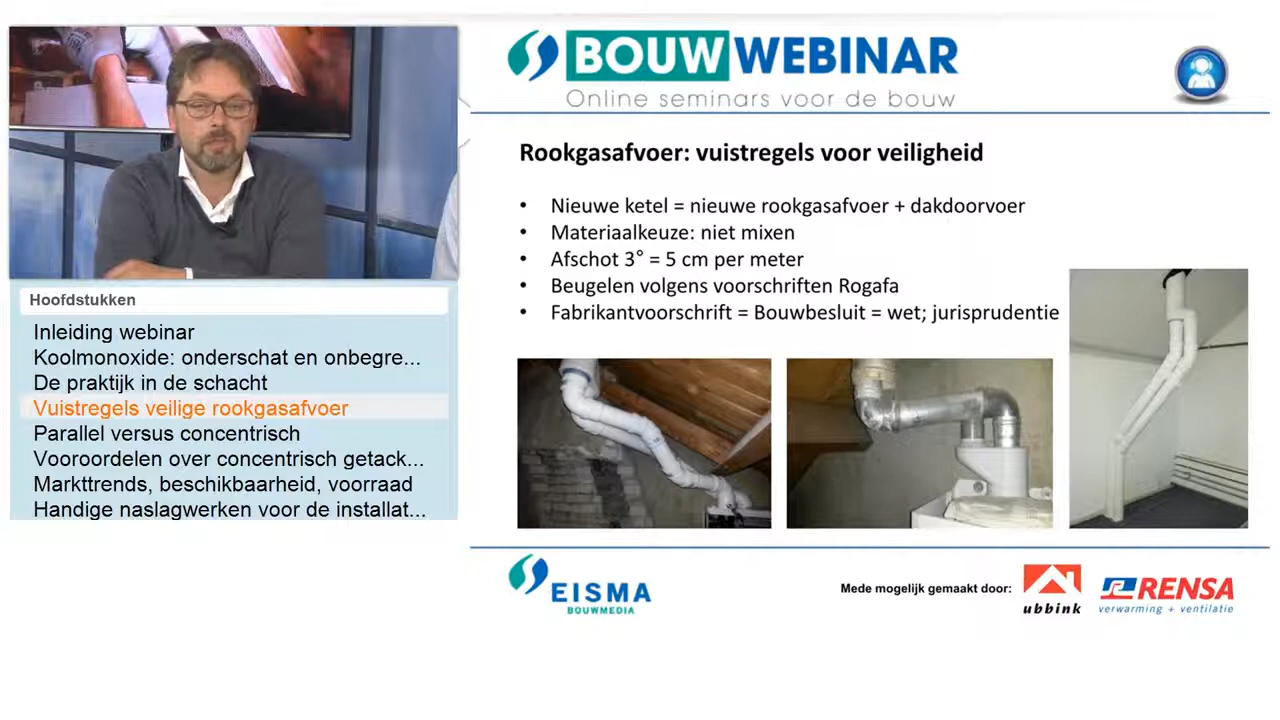 BOUWWEBINAR
Online seminars voor de bouw
Rookgasafvoer: vuistregels voor veiligheid
• Nieuwe ketel = nieuwe rookgasafvoer + dakdoorvoer
• Materiaalkeuze: niet mixen
• Afschot 3° = 5 cm per meter
• Beugelen volgens voorschriften Rogafa
• Fabrikantvoorschrift = Bouwbesluit = wet; jurisprudentie
Hoofdstukken
Inleiding webinar
Koolmonoxide: onderschat en onbegre...
De praktijk in de schacht
Vuistregels veilige rookgasafvoer
Parallel versus concentrisch
Vooroordelen over concentrisch getack...
Markttrends, beschikbaarheid, voorraad
Handige naslagwerken voor de installat...
EISMA
BOUWMEDIA
Mede mogelijk gemaakt door:
ubbink
RENSA
verwarming + ventilatie